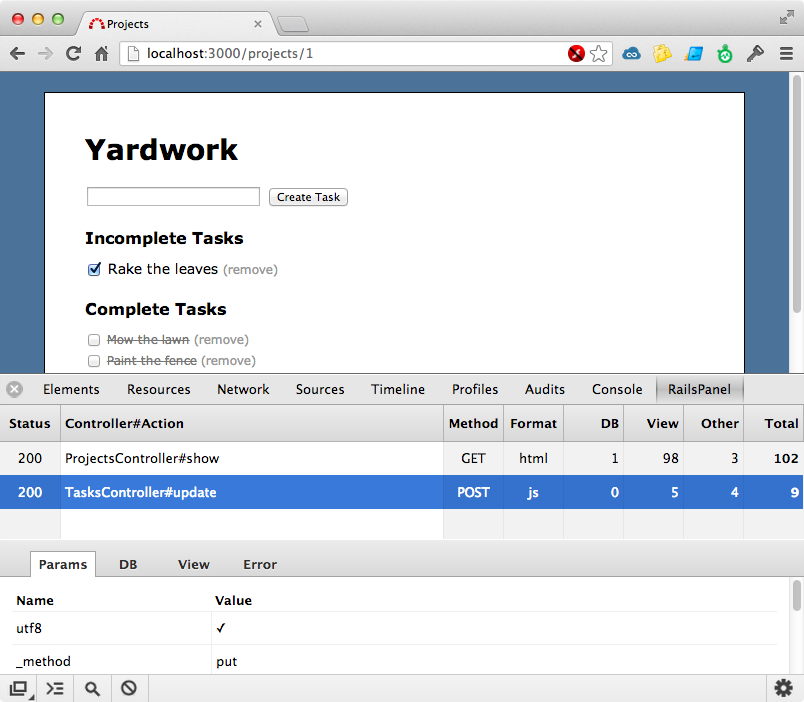 Projects
localhost:3000/projects/1
Yardwork
Create Task
Incomplete Tasks
Rake the leaves (remove)
Complete Tasks
Mow the lawn (remove)
Paint the fence (remove)
Elements Resources Network Sources Timeline Profiles Audits Console RailsPanel
Status Controller#Action Method Format DB View Other Total
200 ProjectsController#show GET html 1 98 3 102
200 TasksController#update POST js 0 5 4 9
Params DB View Error
Name Value
utf8 ✓
_method put